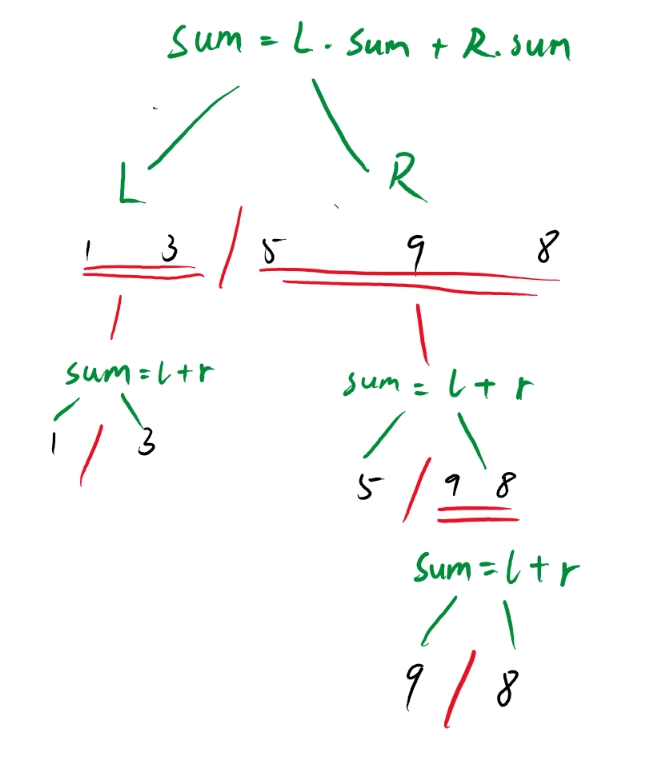 sum = L. sum + R. sum
L R
1 3 / 5 9 8
sum = l + r
sum = l + r
1 / 3
5 / 9 8
sum = l + r
9 / 8